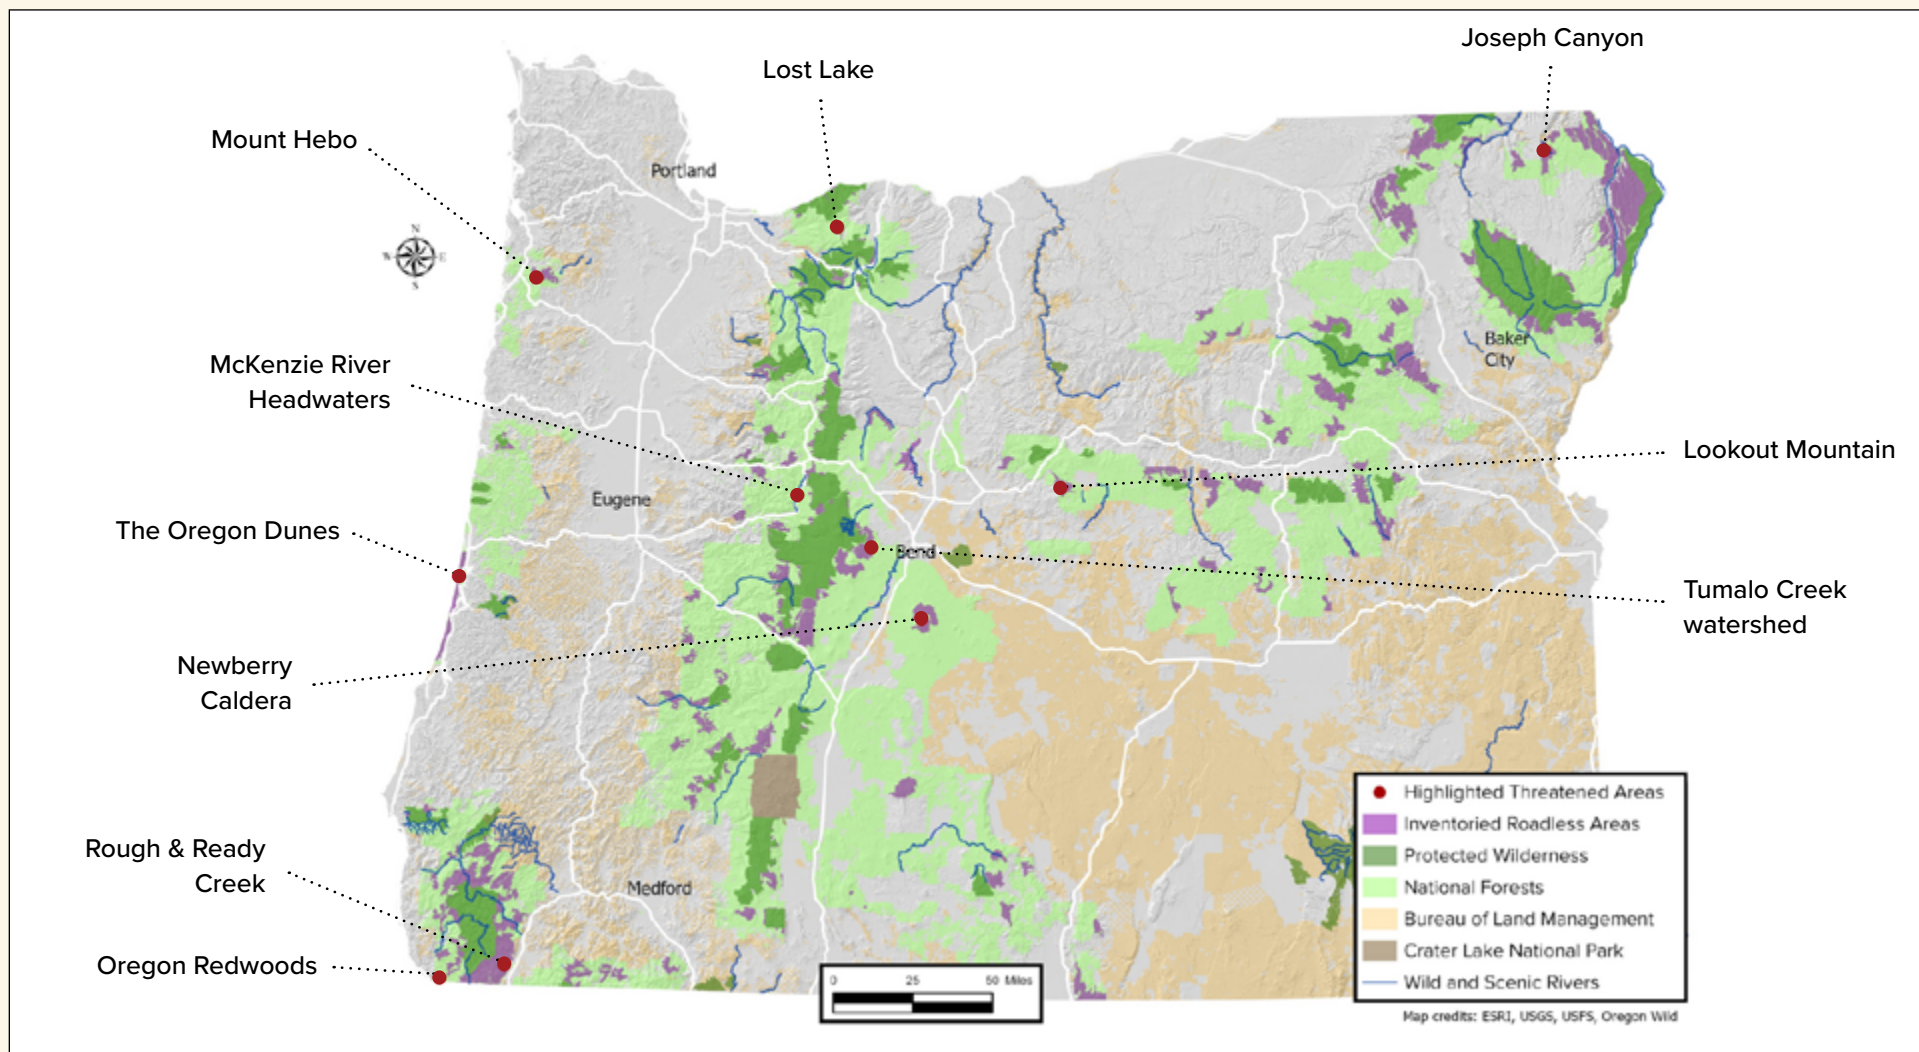 Joseph Canyon
Lost Lake
Mount Hebo
Portland
N
W
E
S
Baker
City
McKenzie River
Headwaters
Lookout Mountain
Eugene
The Oregon Dunes
Bend
Tumalo Creek
watershed
Newberry
Caldera
Rough & Ready
Creek
Medford
Oregon Redwoods
0 25 50 Miles
Highlighted Threatened Areas
Inventoried Roadless Areas
Protected Wilderness
National Forests
Bureau of Land Management
Crater Lake National Park
Wild and Scenic Rivers
Map credits: ESRI, USGS, USFS, Oregon Wild